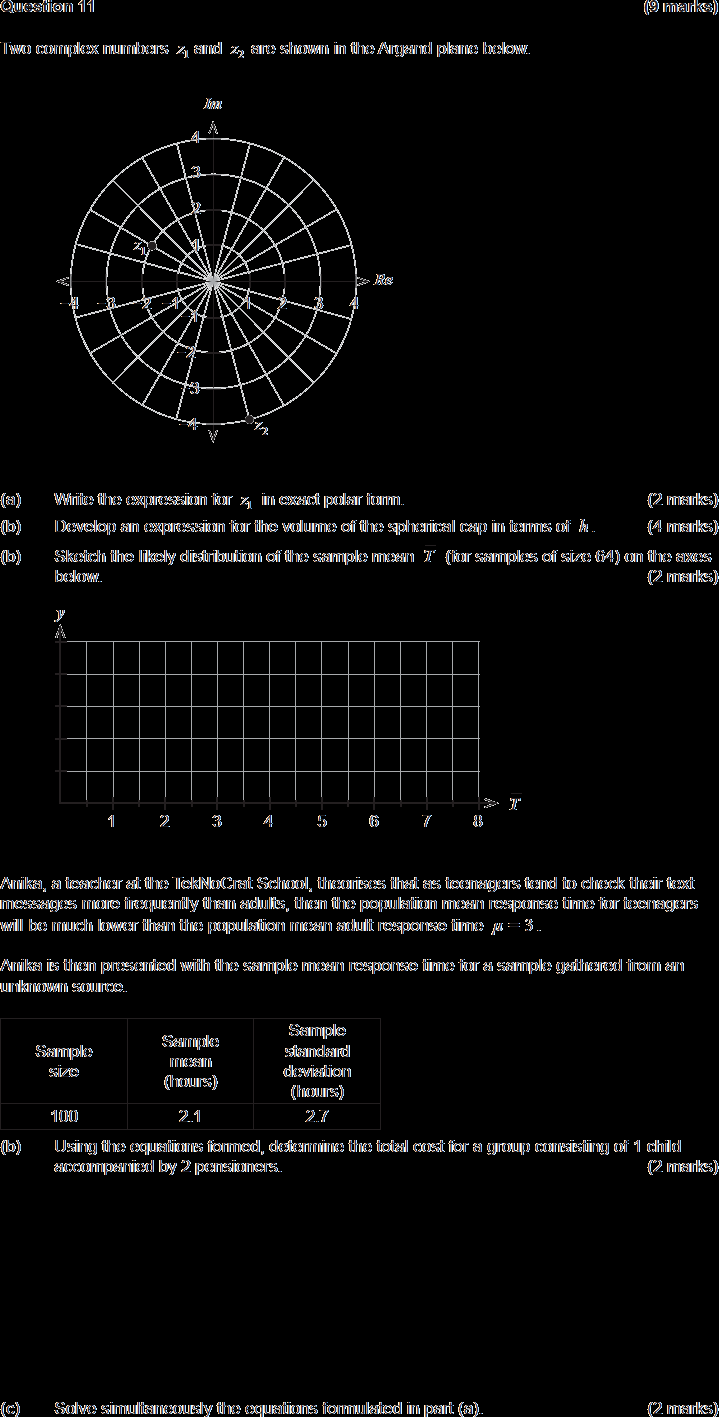 Question 11 (9 marks)
Two complex numbers z₁ and z₂ are shown in the Argand plane below.
Im
4
3
2
z₁ 1
Re
–4 –3 –2 –1 1 2 3 4
–1
–2
–3
–4
z₂
(a) Write the expression for z₁ in exact polar form. (2 marks)
(b) Develop an expression for the volume of the spherical cap in terms of h. (4 marks)
(b) Sketch the likely distribution of the sample mean T̄ (for samples of size 64) on the axes
below. (2 marks)
y
T̄
1 2 3 4 5 6 7 8
Anika, a teacher at the TekNoCrat School, theorises that as teenagers tend to check their text
messages more frequently than adults, then the population mean response time for teenagers
will be much lower than the population mean adult response time μ = 3.
Anika is then presented with the sample mean response time for a sample gathered from an
unknown source.
Sample size Sample mean (hours) Sample standard deviation (hours)
100 2.1 2.7
(b) Using the equations formed, determine the total cost for a group consisting of 1 child
accompanied by 2 pensioners. (2 marks)
(c) Solve simultaneously the equations formulated in part (a). (2 marks)